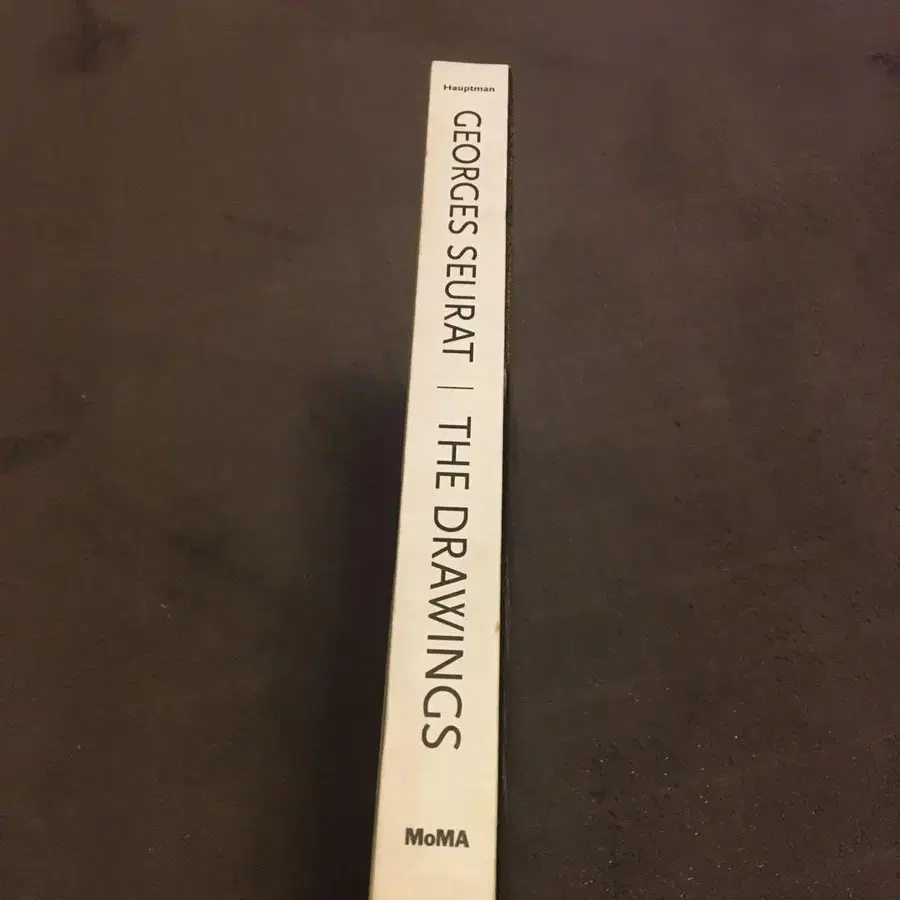 Hauptman
GEORGES SEURAT | THE DRAWINGS
MoMA